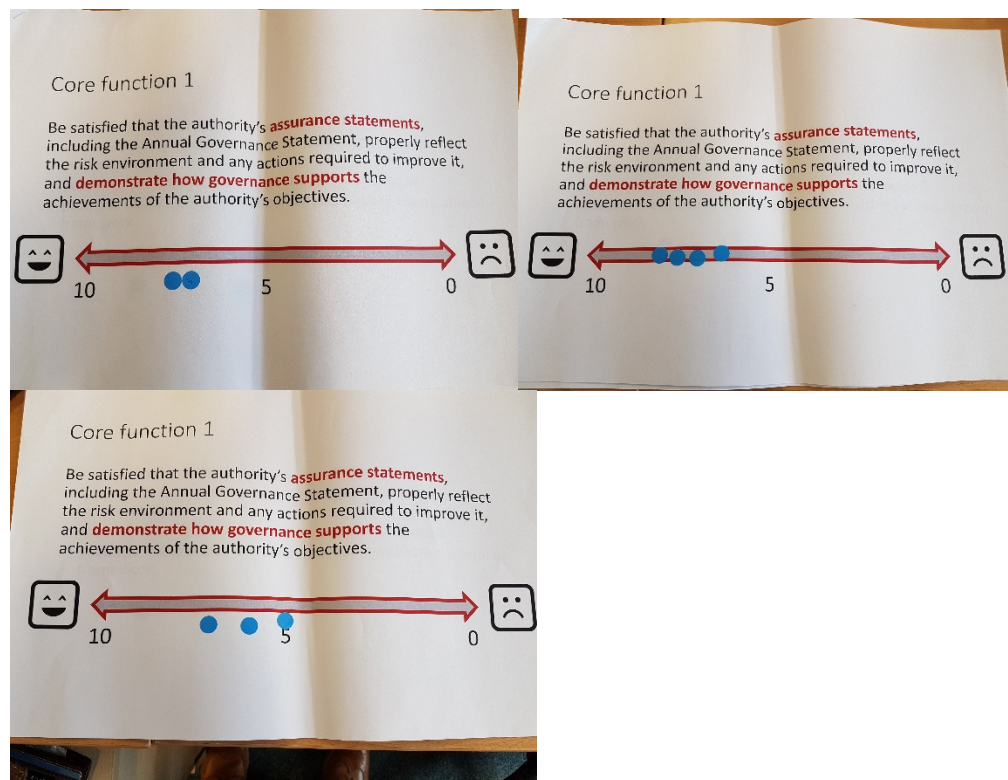 Core function 1
Be satisfied that the authority's assurance statements,
including the Annual Governance Statement, properly reflect
the risk environment and any actions required to improve it,
and demonstrate how governance supports the
achievements of the authority's objectives.
10 5 0
Core function 1
Be satisfied that the authority's assurance statements,
including the Annual Governance Statement, properly reflect
the risk environment and any actions required to improve it,
and demonstrate how governance supports the
achievements of the authority's objectives.
10 5 0
Core function 1
Be satisfied that the authority's assurance statements,
including the Annual Governance Statement, properly reflect
the risk environment and any actions required to improve it,
and demonstrate how governance supports the
achievements of the authority's objectives.
10 5 0